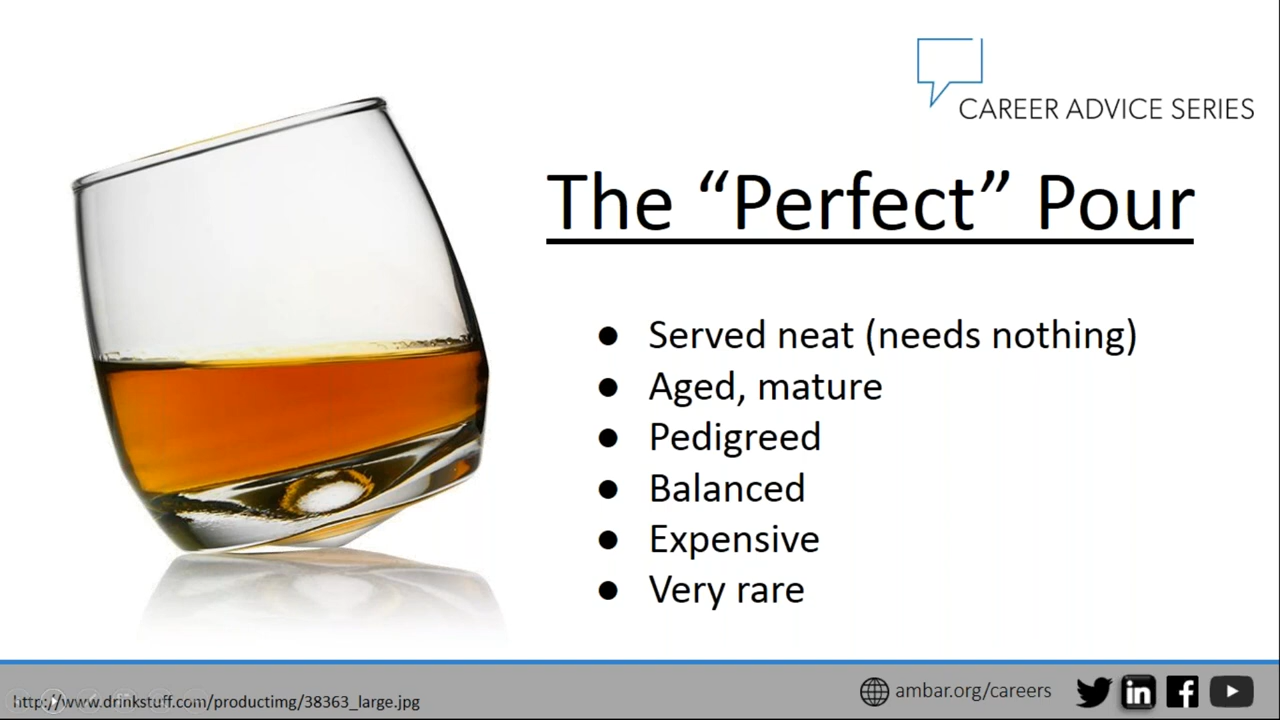 CAREER ADVICE SERIES
The “Perfect” Pour
● Served neat (needs nothing)
● Aged, mature
● Pedigreed
● Balanced
● Expensive
● Very rare
http://www.drinkstuff.com/productimg/38363_large.jpg
ambar.org/careers